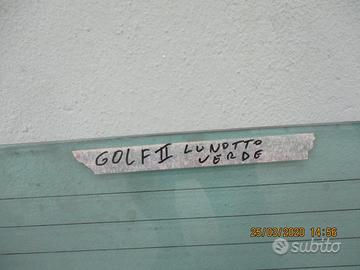 GOLF II LUNOTTO
VERDE
25/03/2020 14:56
subito